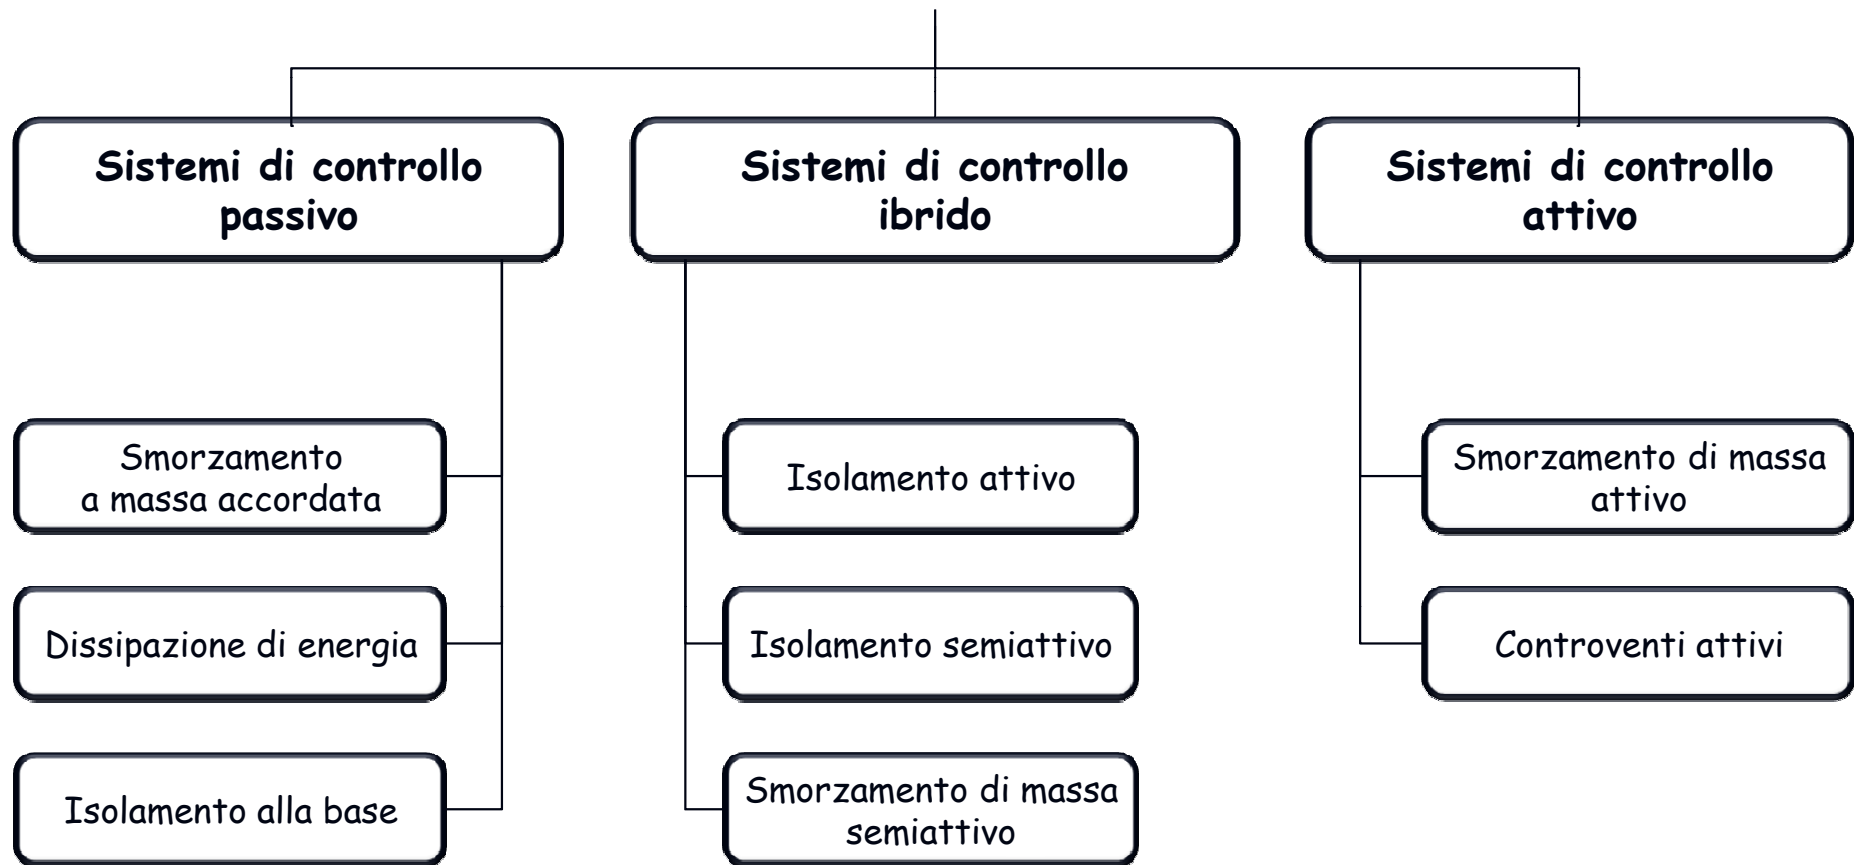 Sistemi di controllo
passivo
Sistemi di controllo
ibrido
Sistemi di controllo
attivo
Smorzamento
a massa accordata
Isolamento attivo
Smorzamento di massa
attivo
Dissipazione di energia
Isolamento semiattivo
Controventi attivi
Isolamento alla base
Smorzamento di massa
semiattivo